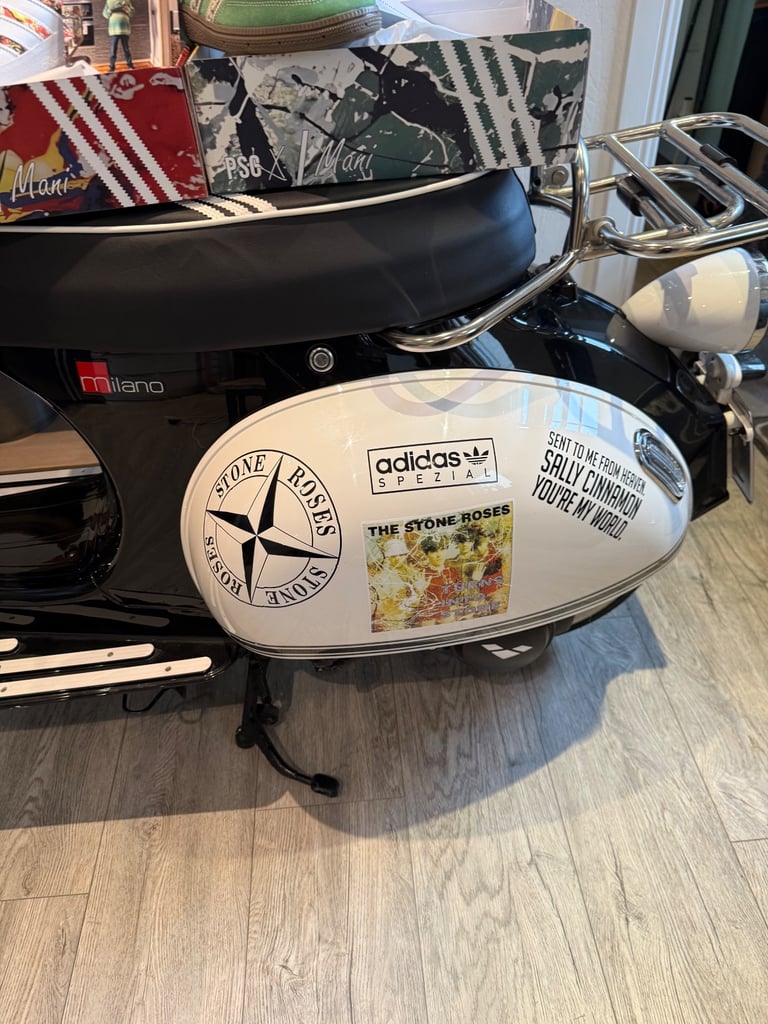 Mani
PSG X Mani
milano
STONE ROSES
STONE ROSES
adidas
SPEZIAL
THE STONE ROSES
SENT TO ME FROM HEAVEN,
SALLY CINNAMON
YOU'RE MY WORLD.